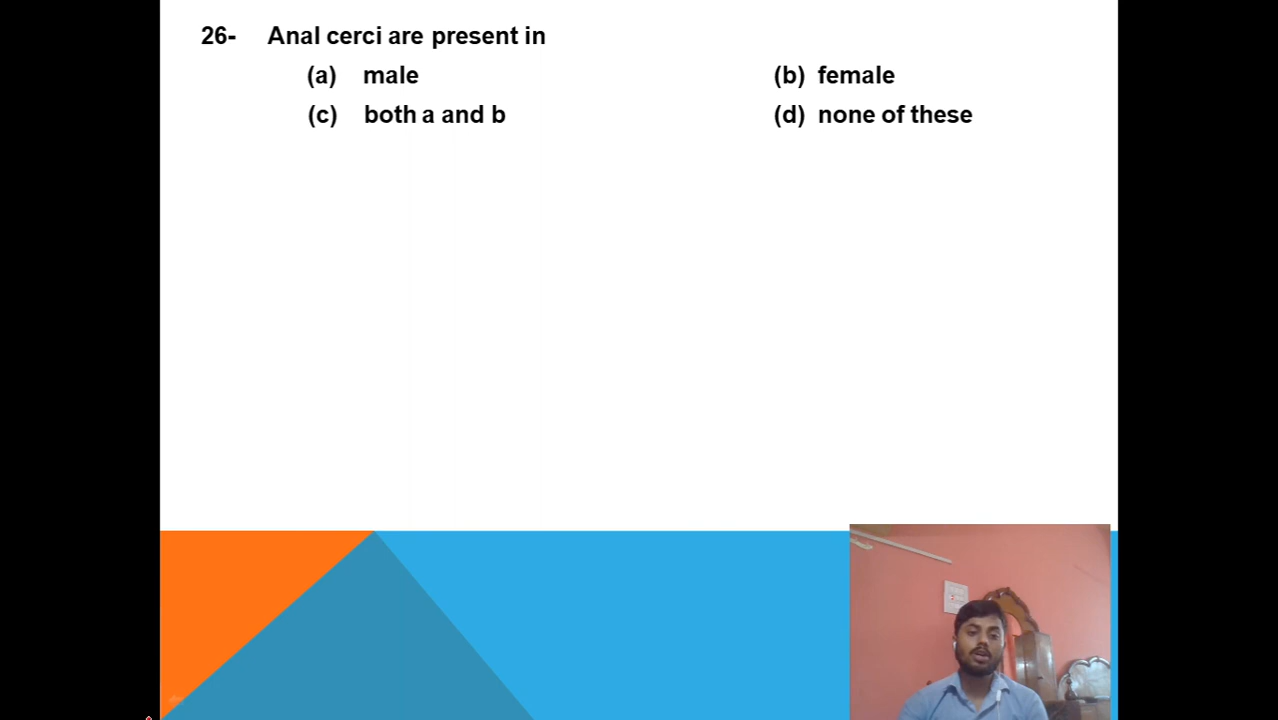 26- Anal cerci are present in
(a) male (b) female
(c) both a and b (d) none of these